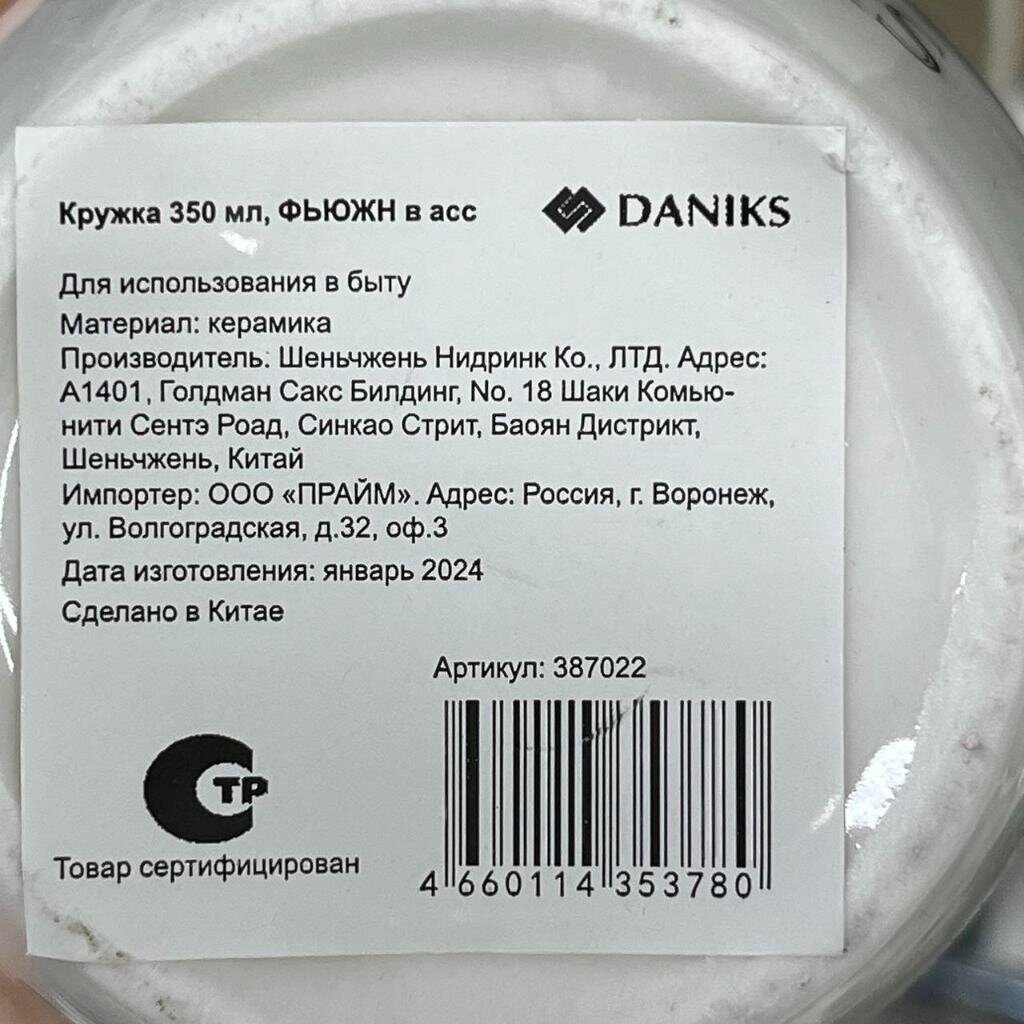 Кружка 350 мл, ФЬЮЖН в асс
DANIKS
Для использования в быту
Материал: керамика
Производитель: Шеньчжень Нидринк Ко., ЛТД. Адрес:
А1401, Голдман Сакс Билдинг, No. 18 Шаки Комью-
нити Сентэ Роад, Синкао Стрит, Баоян Дистрикт,
Шеньчжень, Китай
Импортер: ООО «ПРАЙМ». Адрес: Россия, г. Воронеж,
ул. Волгоградская, д.32, оф.3
Дата изготовления: январь 2024
Сделано в Китае
Артикул: 387022
СТР
Товар сертифицирован
4 660114 353780